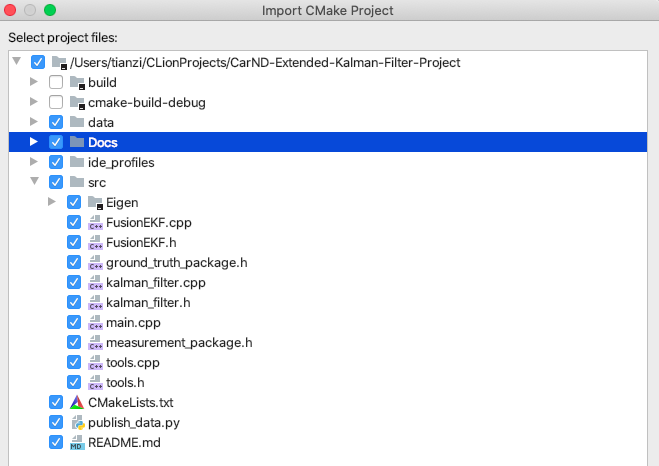 Import CMake Project
Select project files:
/Users/tianzi/CLionProjects/CarND-Extended-Kalman-Filter-Project
build
cmake-build-debug
data
Docs
ide_profiles
src
Eigen
C++ FusionEKF.cpp
C++ FusionEKF.h
C++ ground_truth_package.h
C++ kalman_filter.cpp
C++ kalman_filter.h
C++ main.cpp
C++ measurement_package.h
C++ tools.cpp
C++ tools.h
CMakeLists.txt
publish_data.py
MD README.md